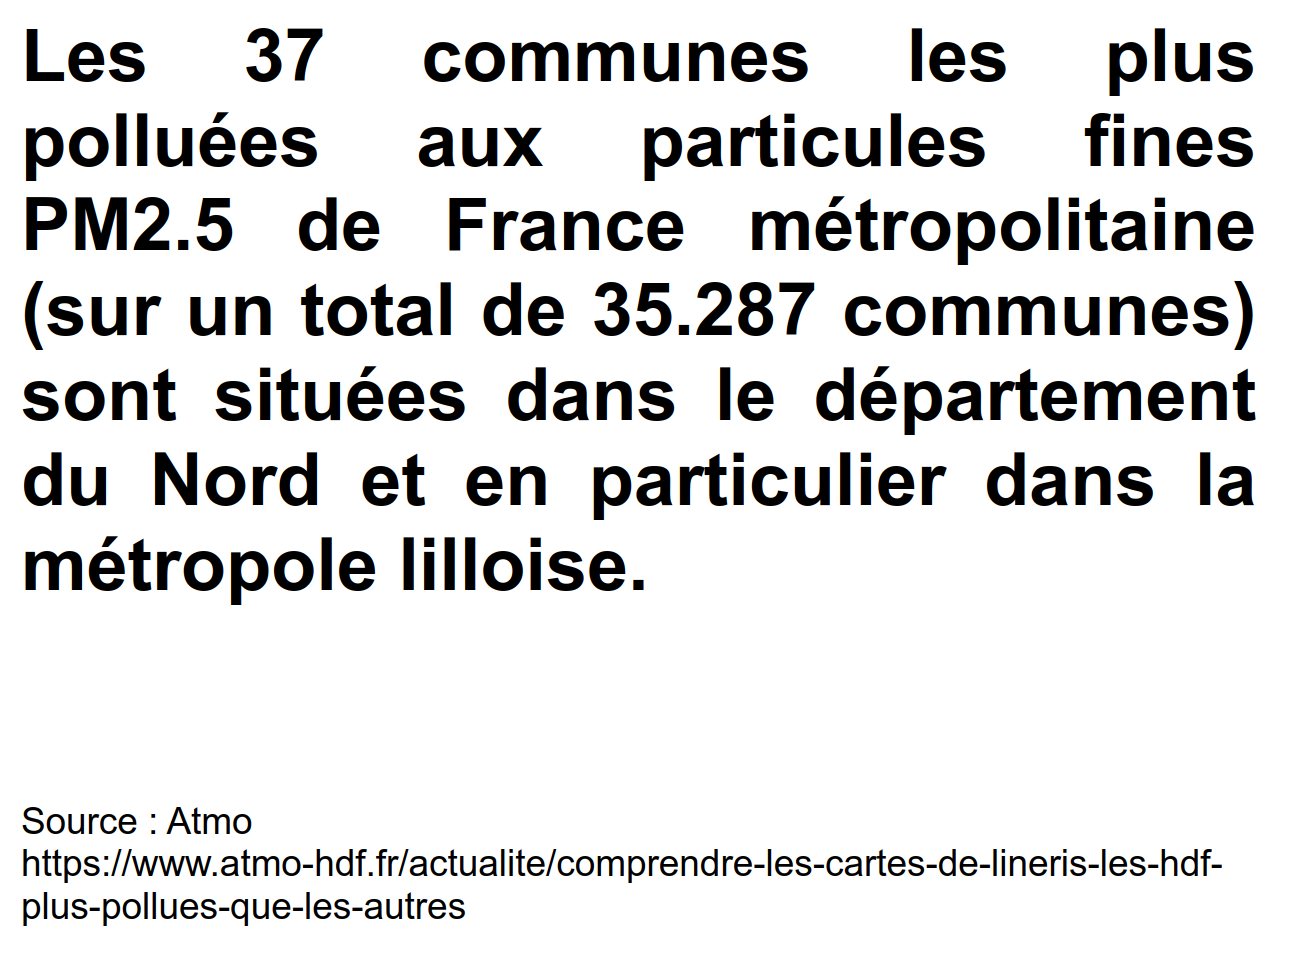 Les 37 communes les plus
polluées aux particules fines
PM2.5 de France métropolitaine
(sur un total de 35.287 communes)
sont situées dans le département
du Nord et en particulier dans la
métropole lilloise.
Source : Atmo
https://www.atmo-hdf.fr/actualite/comprendre-les-cartes-de-lineris-les-hdf-
plus-pollues-que-les-autres